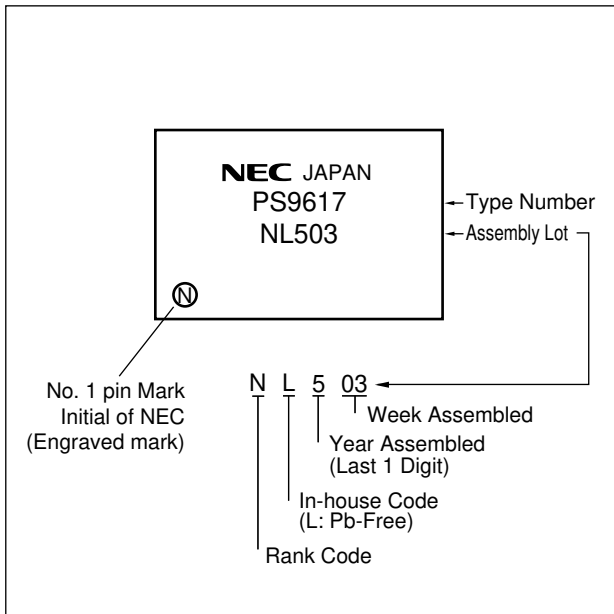 NEC JAPAN
PS9617
NL503
Type Number
Assembly Lot
N
No. 1 pin Mark
Initial of NEC
(Engraved mark)
N L 5 03
Week Assembled
Year Assembled
(Last 1 Digit)
In-house Code
(L: Pb-Free)
Rank Code